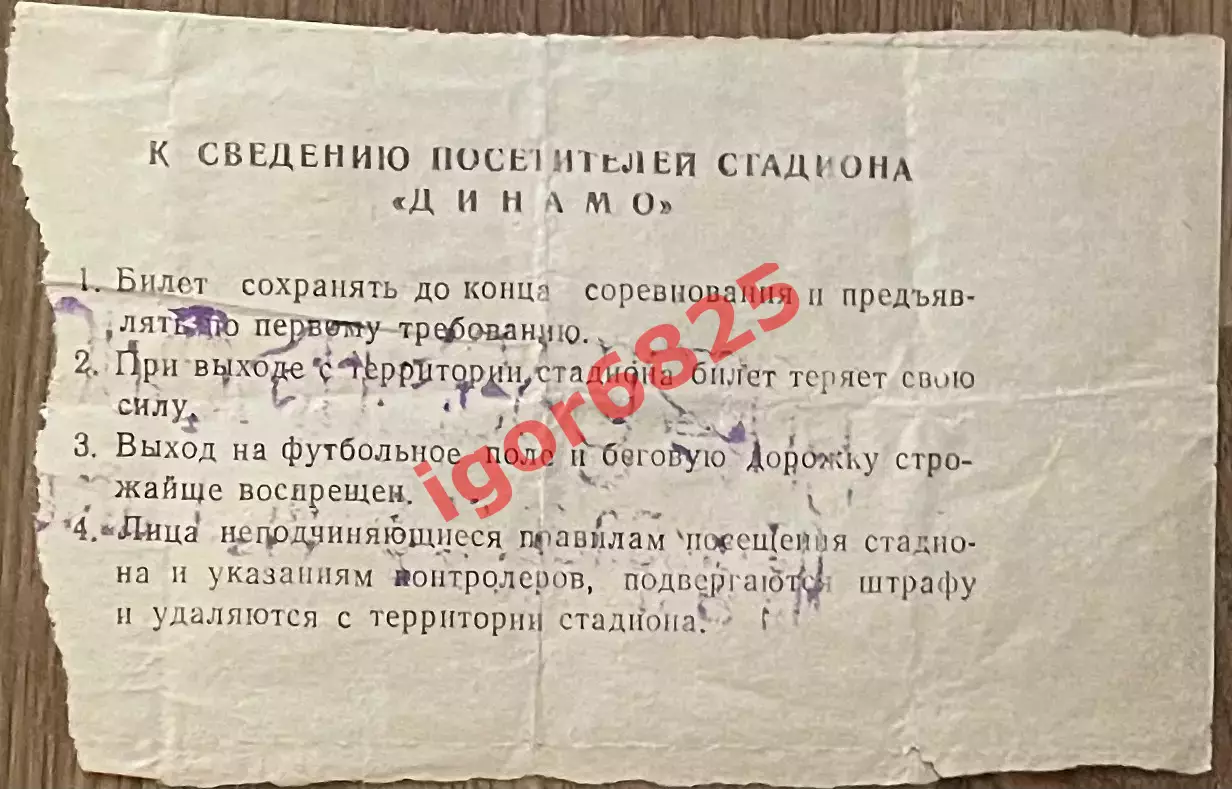 К СВЕДЕНИЮ ПОСЕТИТЕЛЕЙ СТАДИОНА
«ДИНАМО»
1. Билет сохранять до конца соревнования и предъяв-
лять по первому требованию.
2. При выходе с территории стадиона билет теряет свою
силу.
3. Выход на футбольное поле и беговую дорожку стро-
жайще воспрещен.
4. Лица неподчиняющиеся правилам посещения стадио-
на и указаниям контролеров, подвергаются штрафу
и удаляются с территории стадиона.
igor6825